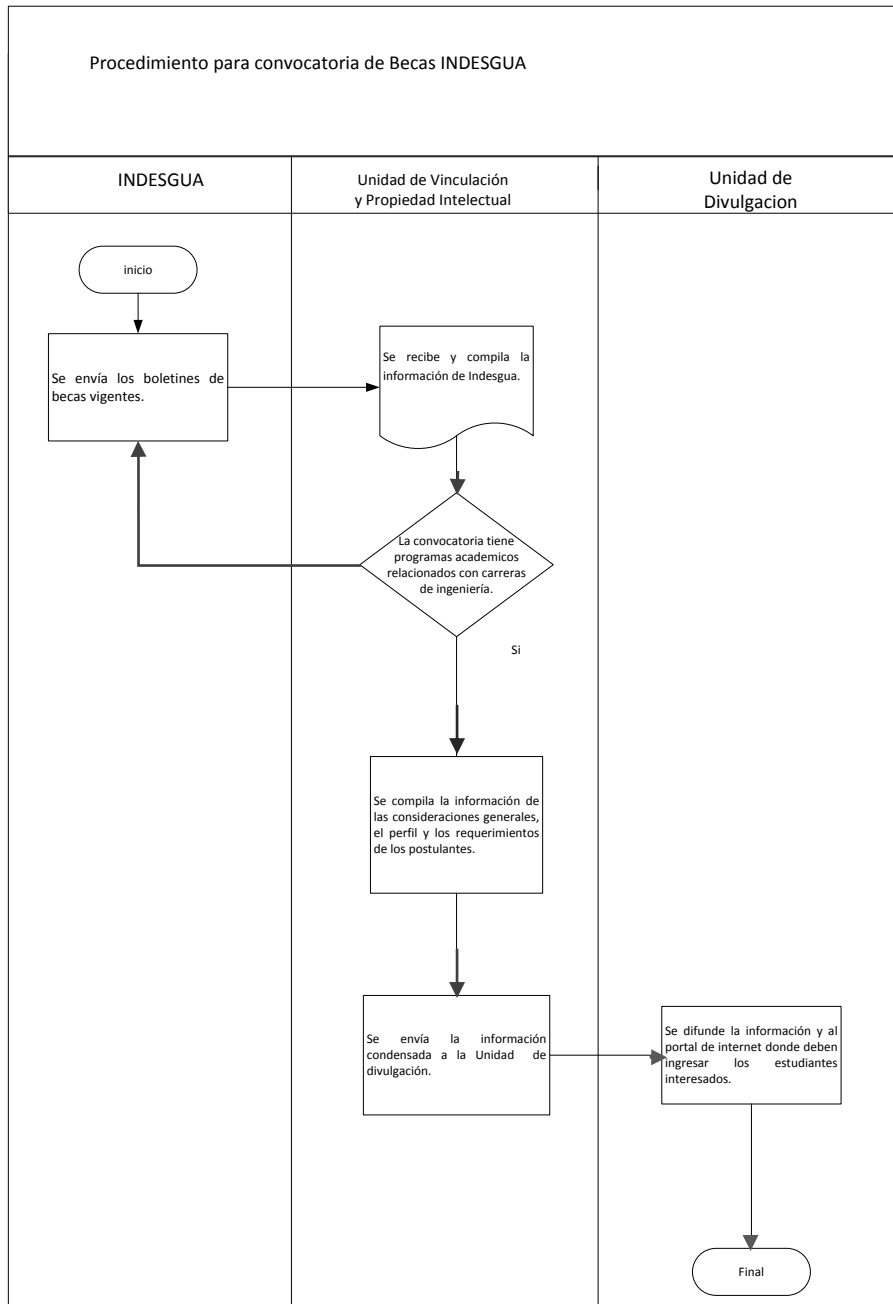 Procedimiento para convocatoria de Becas INDESGUA
INDESGUA
Unidad de Vinculación
y Propiedad Intelectual
Unidad de
Divulgacion
inicio
Se envía los boletines de
becas vigentes.
Se recibe y compila la
información de Indesgua.
La convocatoria tiene
programas academicos
relacionados con carreras
de ingeniería.
Si
Se compila la información de
las consideraciones generales,
el perfil y los requerimientos
de los postulantes.
Se envía la información
condensada a la Unidad de
divulgación.
Se difunde la información y al
portal de internet donde deben
ingresar los estudiantes
interesados.
Final